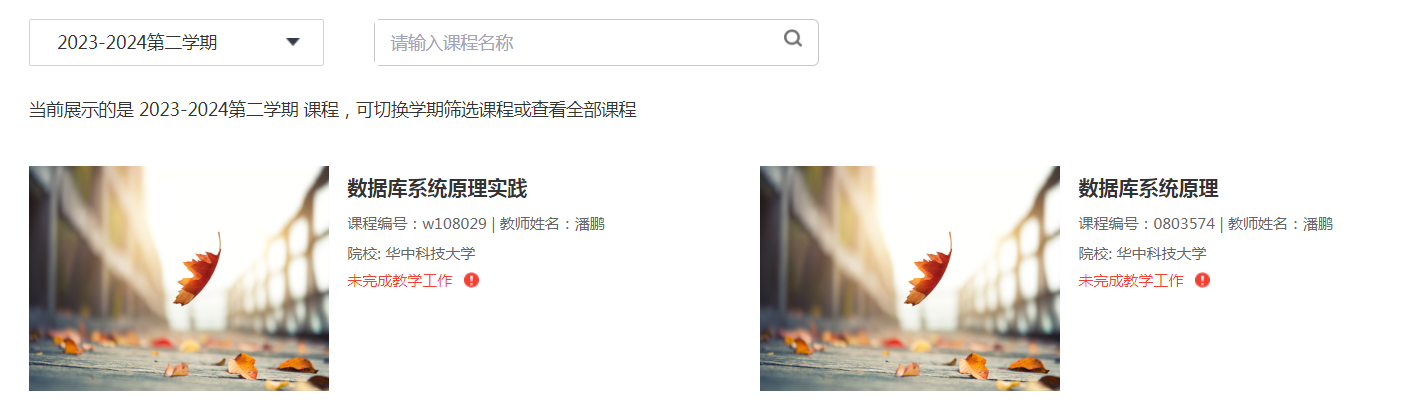 2023-2024第二学期
请输入课程名称
当前展示的是 2023-2024第二学期 课程，可切换学期筛选课程或查看全部课程
数据库系统原理实践
课程编号：w108029 | 教师姓名：潘鹏
院校: 华中科技大学
未完成教学工作
数据库系统原理
课程编号：0803574 | 教师姓名：潘鹏
院校: 华中科技大学
未完成教学工作